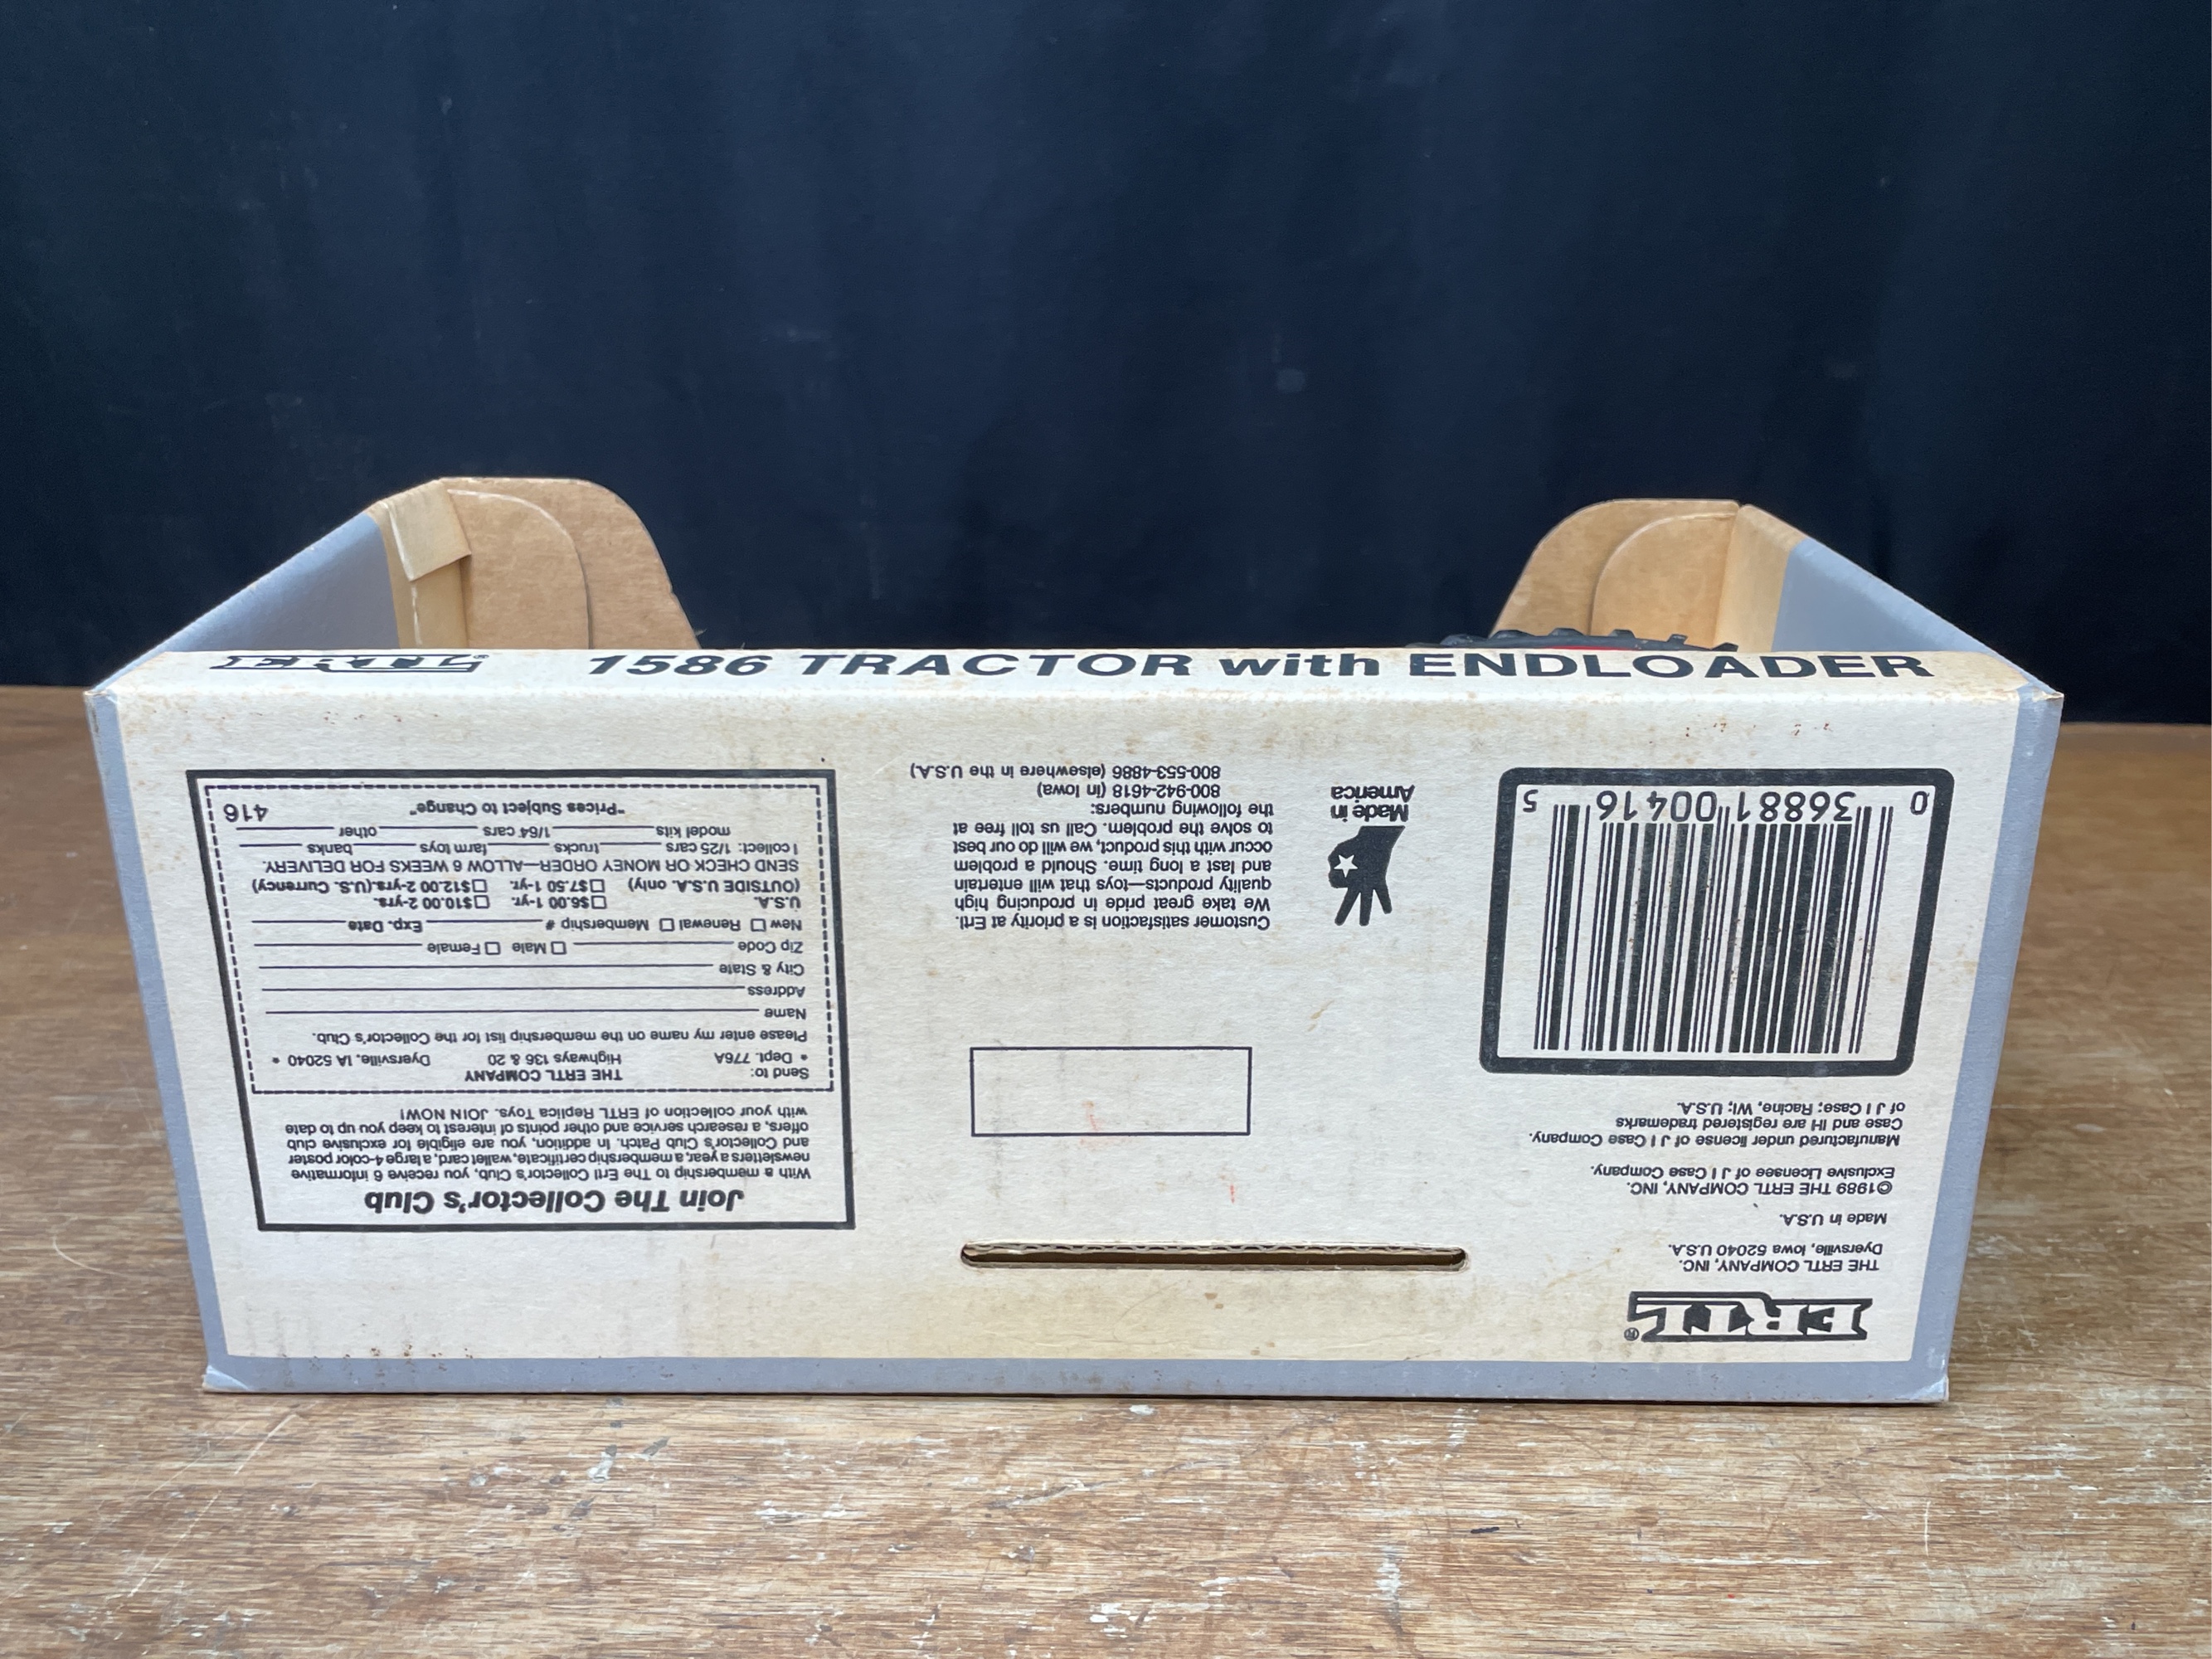 ERTL® 1586 TRACTOR with ENDLOADER
ERTL®
THE ERTL COMPANY, INC.
Dyersville, Iowa 52040 U.S.A.
Made in U.S.A.
©1989 THE ERTL COMPANY, INC.
Exclusive Licensee of J I Case Company.
Manufactured under license of J I Case Company.
Case and IH are registered trademarks
of J I Case; Racine, WI; U.S.A.
0 36881 00416 5
Customer satisfaction is a priority at Ertl.
We take great pride in producing high
quality products—toys that will entertain
and last a long time. Should a problem
occur with this product, we will do our best
to solve the problem. Call us toll free at
the following numbers:
800-942-4618 (in Iowa)
800-553-4886 (elsewhere in the U.S.A.)
Made in
America
Join The Collector's Club
With a membership to The Ertl Collector's Club, you receive 6 informative
newsletters a year, a membership certificate, wallet card, a large 4-color poster
and Collector's Club Patch. In addition, you are eligible for exclusive club
offers, a research service and other points of interest to keep you up to date
with your collection of ERTL Replica Toys. JOIN NOW!
Send to: THE ERTL COMPANY
• Dept. 776A Highways 136 & 20 Dyersville, IA 52040 •
Please enter my name on the membership list for the Collector's Club.
Name
Address
City & State
Zip Code Male Female
New Renewal Membership # Exp. Date
U.S.A. $6.00 1-yr. $10.00 2-yrs.
(OUTSIDE U.S.A. only) $7.50 1-yr. $12.00 2-yrs.(U.S. Currency)
SEND CHECK OR MONEY ORDER—ALLOW 6 WEEKS FOR DELIVERY.
I collect: 1/25 cars trucks farm toys banks
model kits 1/64 cars other
"Prices Subject to Change" 416